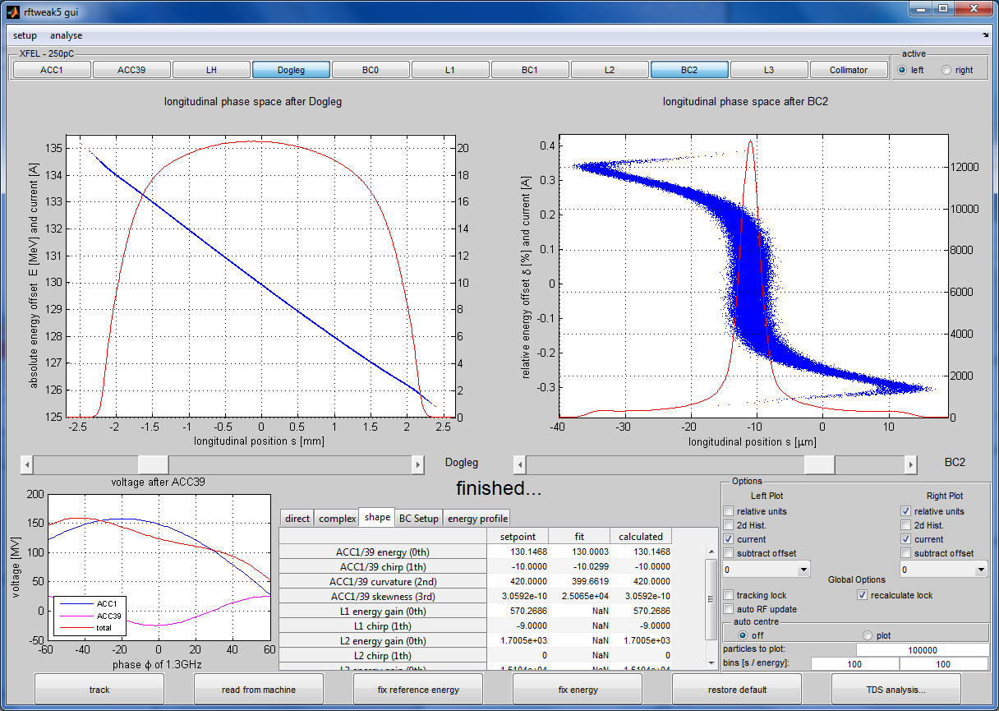 rftweak5 gui
setup analyse
XFEL - 250pC
active
ACC1 ACC39 LH Dogleg BC0 L1 BC1 L2 BC2 L3 Collimator left right
longitudinal phase space after Dogleg
absolute energy offset E [MeV] and current [A]
135
134
133
132
131
130
129
128
127
126
125
20
18
16
14
12
10
8
6
4
2
0
-2.5 -2 -1.5 -1 -0.5 0 0.5 1 1.5 2 2.5
longitudinal position s [mm]
longitudinal phase space after BC2
relative energy offset δ [%] and current [A]
0.4
0.3
0.2
0.1
0
-0.1
-0.2
-0.3
12000
10000
8000
6000
4000
2000
0
-40 -30 -20 -10 0 10
longitudinal position s [μm]
Dogleg
BC2
finished...
voltage after ACC39
voltage [MV]
200
150
100
50
0
-50
ACC1
ACC39
total
-60 -40 -20 0 20 40 60
phase ϕ of 1.3GHz
direct complex shape BC Setup energy profile
setpoint fit calculated
ACC1/39 energy (0th) 130.1468 130.0003 130.1468
ACC1/39 chirp (1th) -10.0000 -10.0299 -10.0000
ACC1/39 curvature (2nd) 420.0000 399.6619 420.0000
ACC1/39 skewness (3rd) 3.0592e-10 2.5065e+04 3.0592e-10
L1 energy gain (0th) 570.2686 NaN 570.2686
L1 chirp (1th) -9.0000 NaN -9.0000
L2 energy gain (0th) 1.7005e+03 NaN 1.7005e+03
L2 chirp (1th) 0 NaN 0
Options
Left Plot Right Plot
relative units relative units
2d Hist. 2d Hist.
current current
subtract offset subtract offset
0 0
Global Options
tracking lock recalculate lock
auto RF update
auto centre
off plot
particles to plot: 100000
bins [s / energy]: 100 100
track read from machine fix reference energy fix energy restore default TDS analysis...